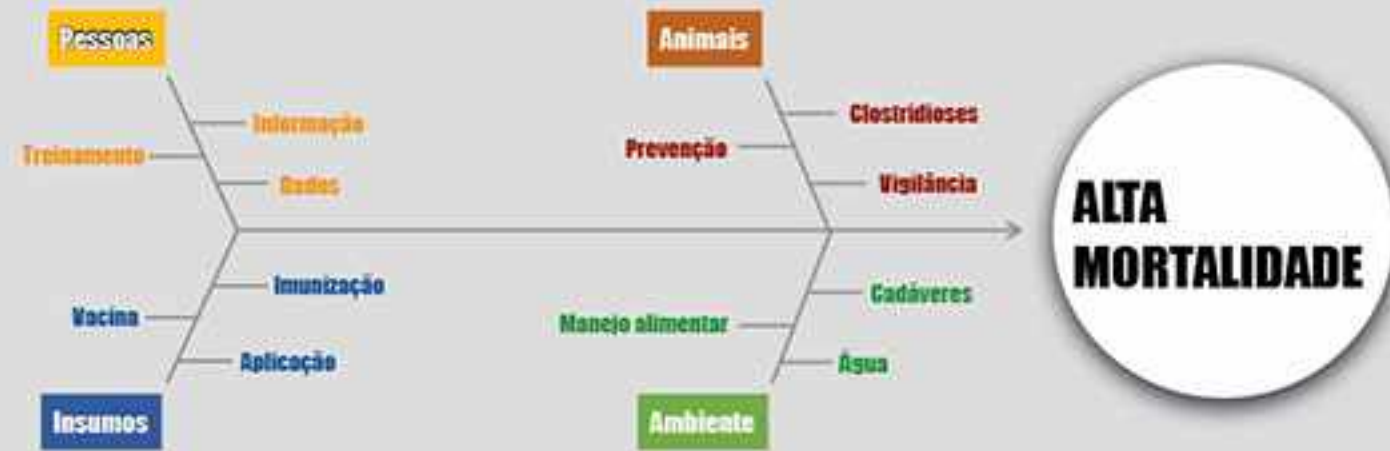 Pessoas
Animais
Informação
Clostridioses
Treinamento
Prevenção
Dados
Vigilância
ALTA
MORTALIDADE
Imunização
Cadáveres
Vacina
Manejo alimentar
Aplicação
Água
Insumos
Ambiente